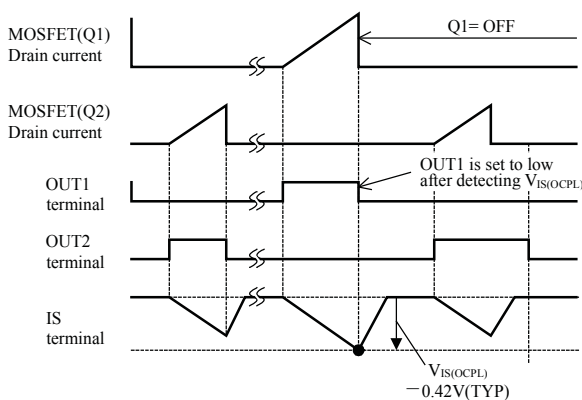 MOSFET(Q1)
Drain current
Q1= OFF
MOSFET(Q2)
Drain current
OUT1 is set to low
after detecting VIS(OCPL)
OUT1
terminal
OUT2
terminal
IS
terminal
VIS(OCPL)
−0.42V(TYP)